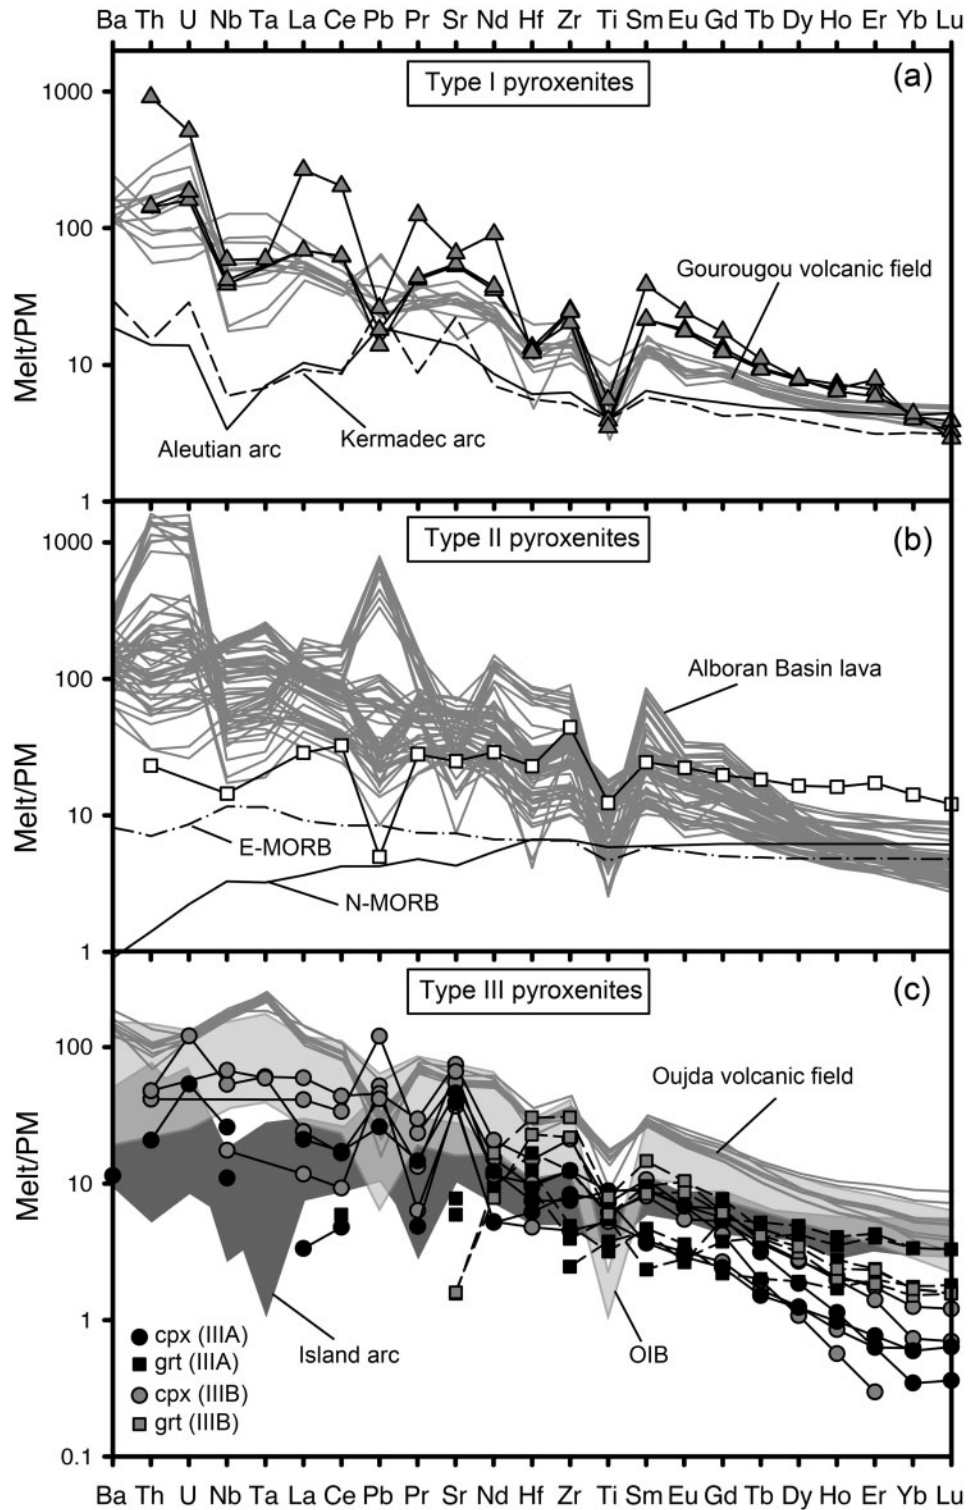 Ba Th U Nb Ta La Ce Pb Pr Sr Nd Hf Zr Ti Sm Eu Gd Tb Dy Ho Er Yb Lu
Type I pyroxenites
(a)
1000
100
10
1
Melt/PM
Gourougou volcanic field
Aleutian arc
Kermadec arc
Type II pyroxenites
(b)
1000
100
10
1
Melt/PM
Alboran Basin lava
E-MORB
N-MORB
Type III pyroxenites
(c)
100
10
1
0.1
Melt/PM
Oujda volcanic field
Island arc
OIB
cpx (IIIA)
grt (IIIA)
cpx (IIIB)
grt (IIIB)
Ba Th U Nb Ta La Ce Pb Pr Sr Nd Hf Zr Ti Sm Eu Gd Tb Dy Ho Er Yb Lu